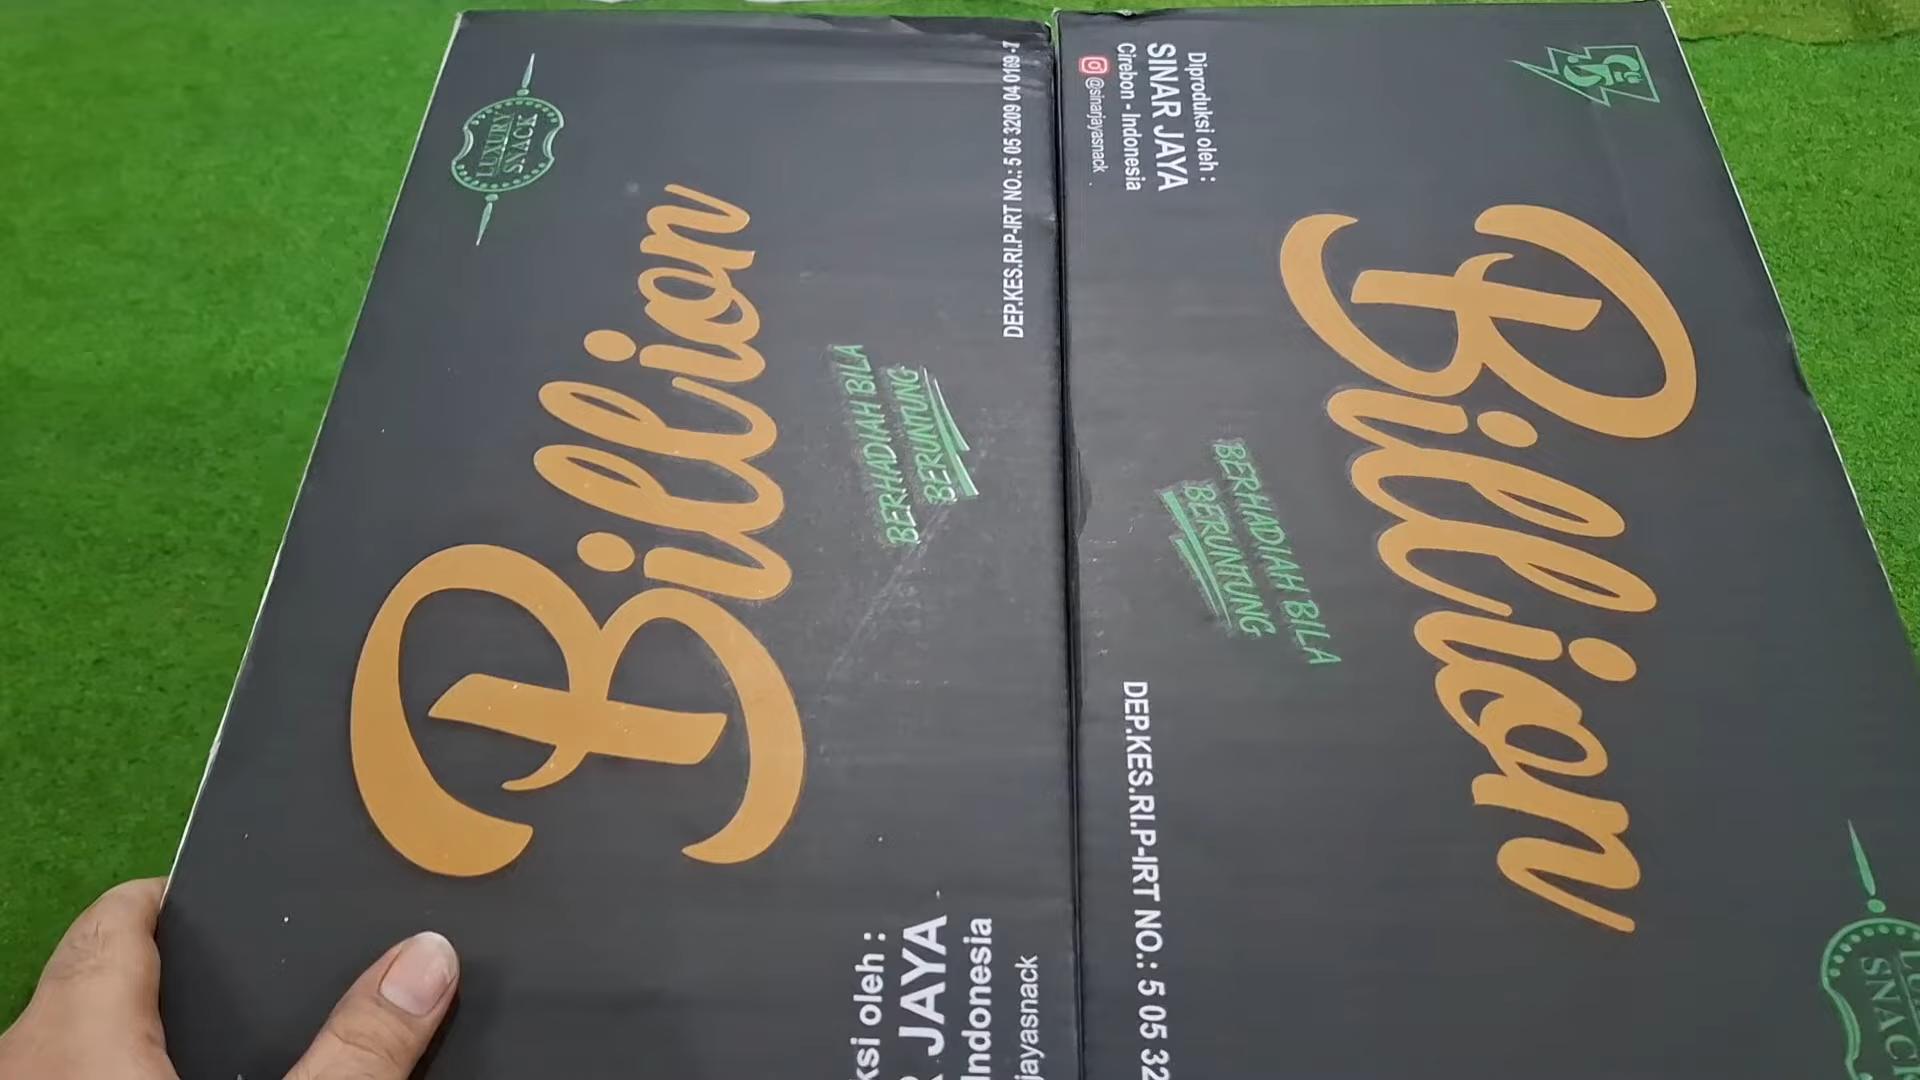 LUXURY
SNACK
Billion
BERHADIAH BILA
BERUNTUNG
DEP.KES.RI.P-IRT NO.: 5 05 3209 04 0169
ksi oleh :
JAYA
Indonesia
jayasnack
Diproduksi oleh :
SINAR JAYA
Cirebon - Indonesia
@sinarjayasnack
Billion
BERHADIAH BILA
BERUNTUNG
DEP.KES.RI.P-IRT NO.: 5 05 32
SNACK